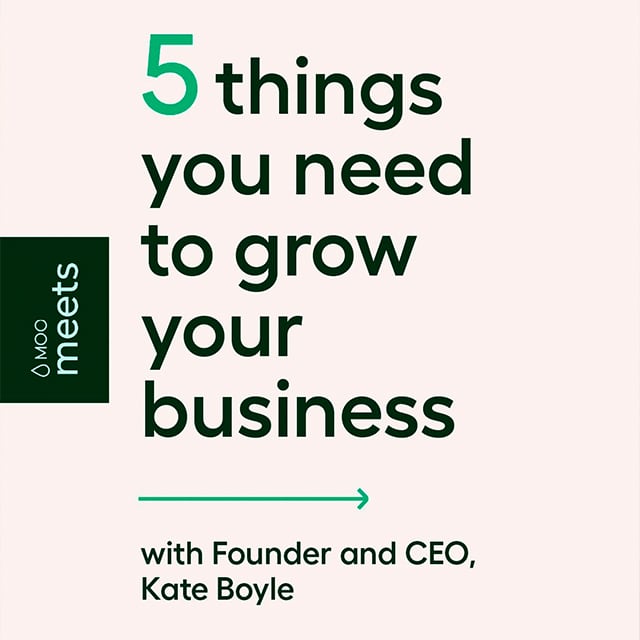 5 things
you need
to grow
your
business
MOO
meets
with Founder and CEO,
Kate Boyle